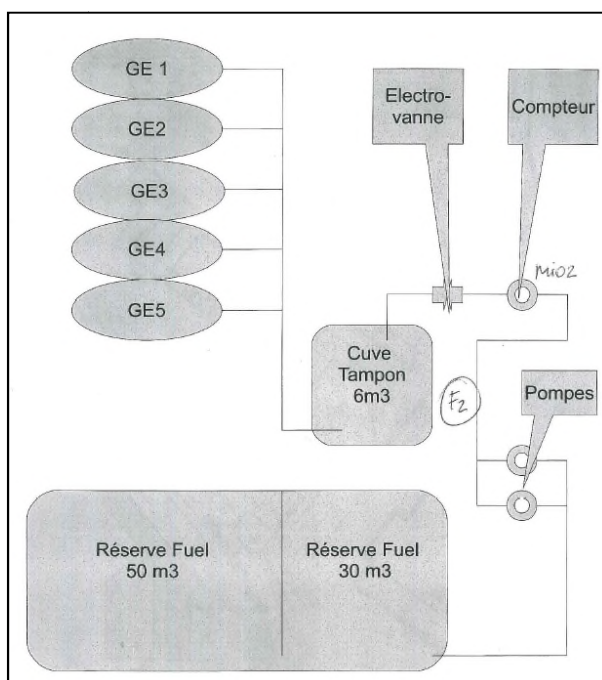 GE 1
GE2
GE3
GE4
GE5
Electro-
vanne
Compteur
Mi02
Cuve
Tampon
6m3
F2
Pompes
Réserve Fuel
50 m3
Réserve Fuel
30 m3